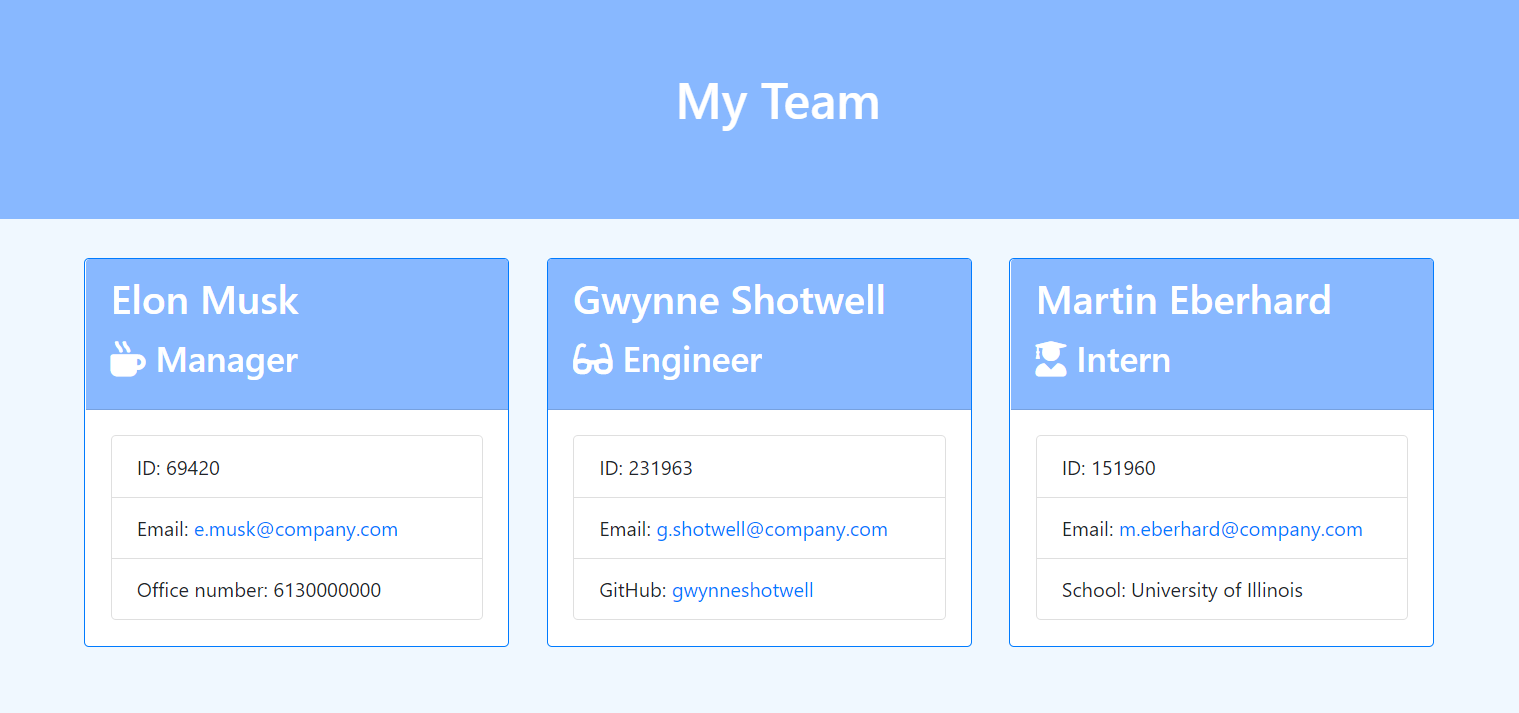 My Team
Elon Musk
Manager
ID: 69420
Email: e.musk@company.com
Office number: 6130000000
Gwynne Shotwell
Engineer
ID: 231963
Email: g.shotwell@company.com
GitHub: gwynneshotwell
Martin Eberhard
Intern
ID: 151960
Email: m.eberhard@company.com
School: University of Illinois